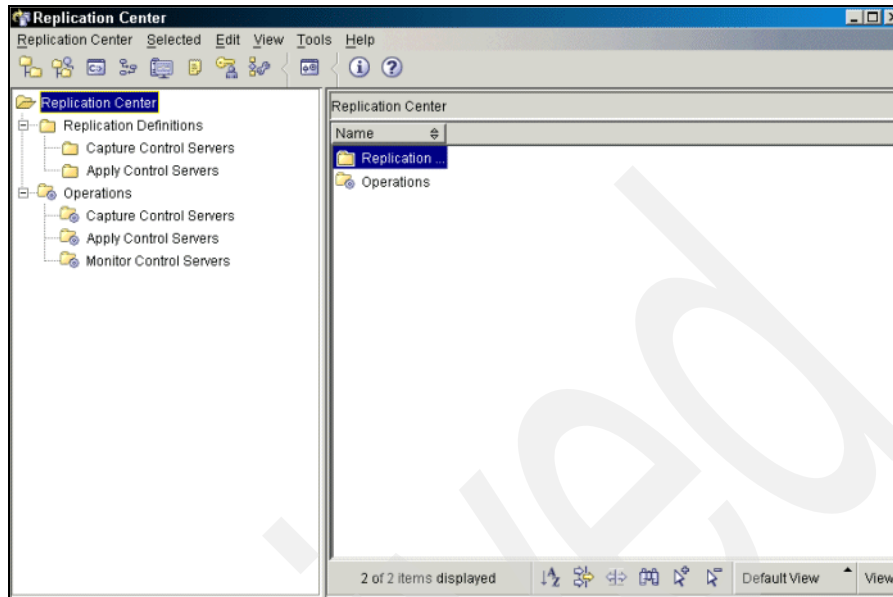 Replication Center
Replication Center Selected Edit View Tools Help
Replication Center
Replication Definitions
Capture Control Servers
Apply Control Servers
Operations
Capture Control Servers
Apply Control Servers
Monitor Control Servers
Replication Center
Name
Replication ...
Operations
2 of 2 items displayed
Default View
View